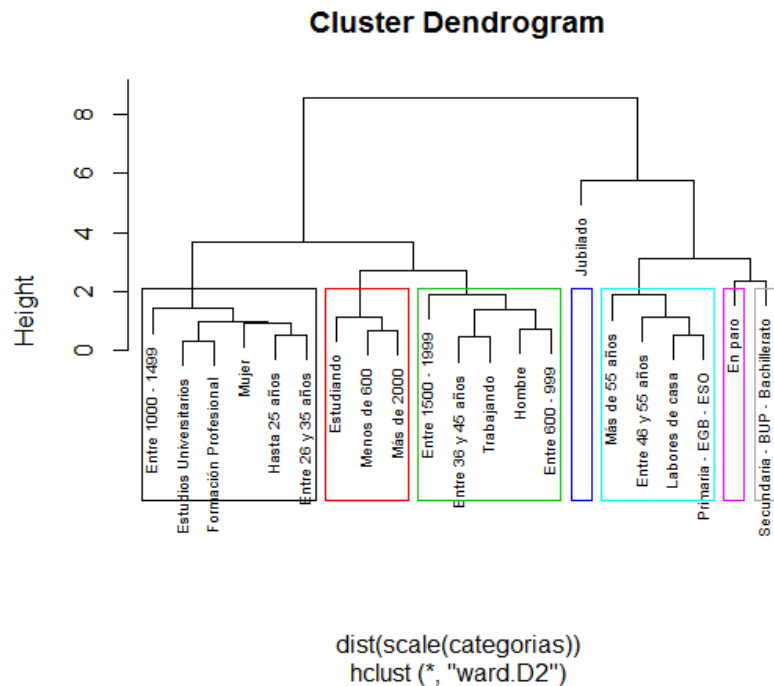 Cluster Dendrogram
Height
8
6
4
2
0
Entre 1000 - 1499
Estudios Universitarios
Formación Profesional
Mujer
Hasta 25 años
Entre 26 y 35 años
Estudiando
Menos de 600
Más de 2000
Entre 1500 - 1999
Entre 36 y 45 años
Trabajando
Hombre
Entre 600 - 999
Jubilado
Más de 55 años
Entre 46 y 55 años
Labores de casa
Primaria - EGB - ESO
En paro
Secundaria - BUP - Bachillerato
dist(scale(categorias))
hclust (*, "ward.D2")